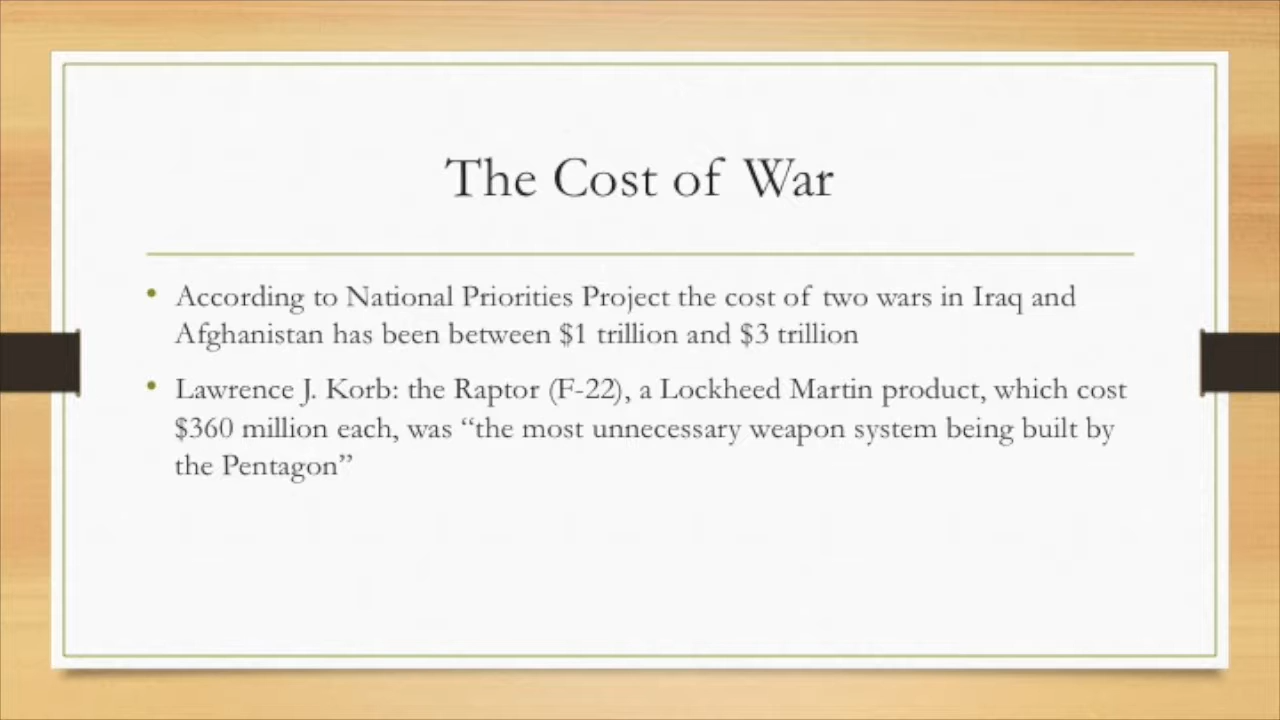 The Cost of War
• According to National Priorities Project the cost of two wars in Iraq and
Afghanistan has been between $1 trillion and $3 trillion
• Lawrence J. Korb: the Raptor (F-22), a Lockheed Martin product, which cost
$360 million each, was “the most unnecessary weapon system being built by
the Pentagon”